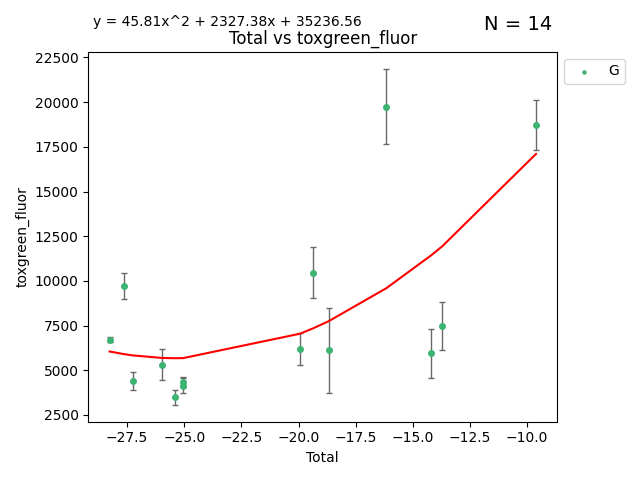 y = 45.81x^2 + 2327.38x + 35236.56
N = 14
Total vs toxgreen_fluor
G
22500
20000
17500
15000
12500
10000
7500
5000
2500
toxgreen_fluor
−27.5 −25.0 −22.5 −20.0 −17.5 −15.0 −12.5 −10.0
Total